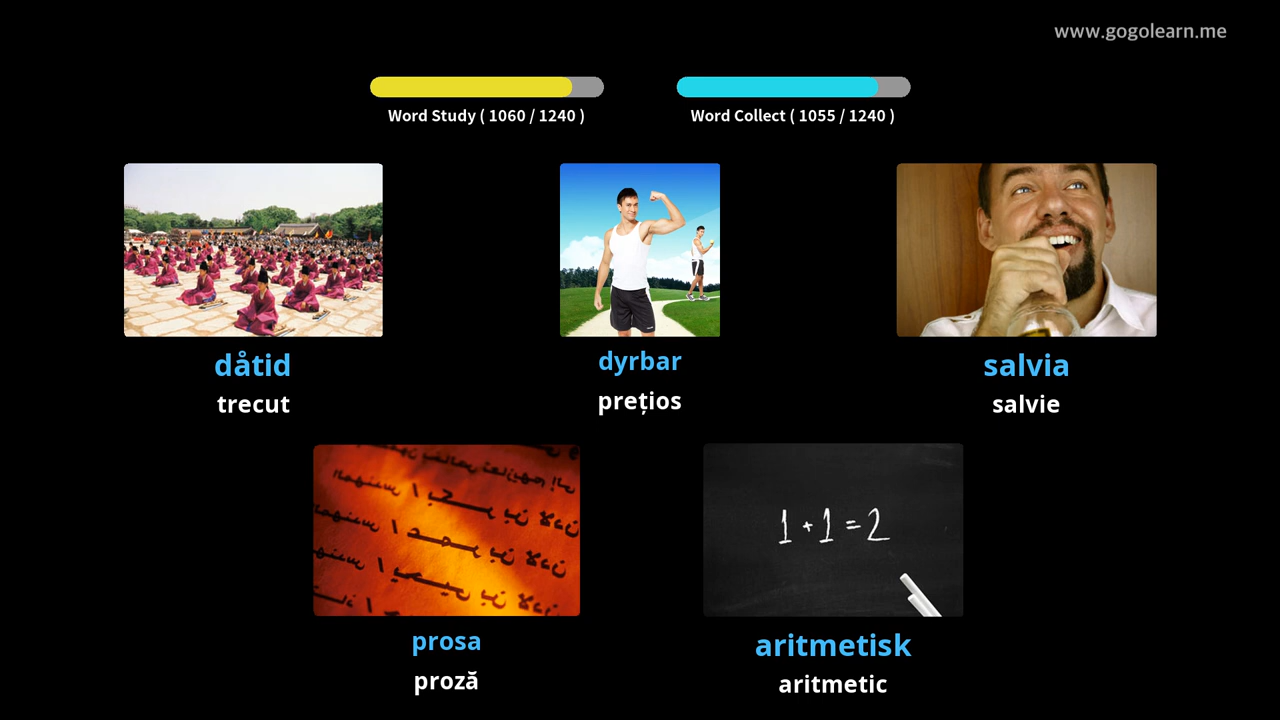 www.gogolearn.me
Word Study ( 1060 / 1240 )
Word Collect ( 1055 / 1240 )
dåtid
trecut
dyrbar
prețios
salvia
salvie
1 + 1 = 2
prosa
proză
aritmetisk
aritmetic